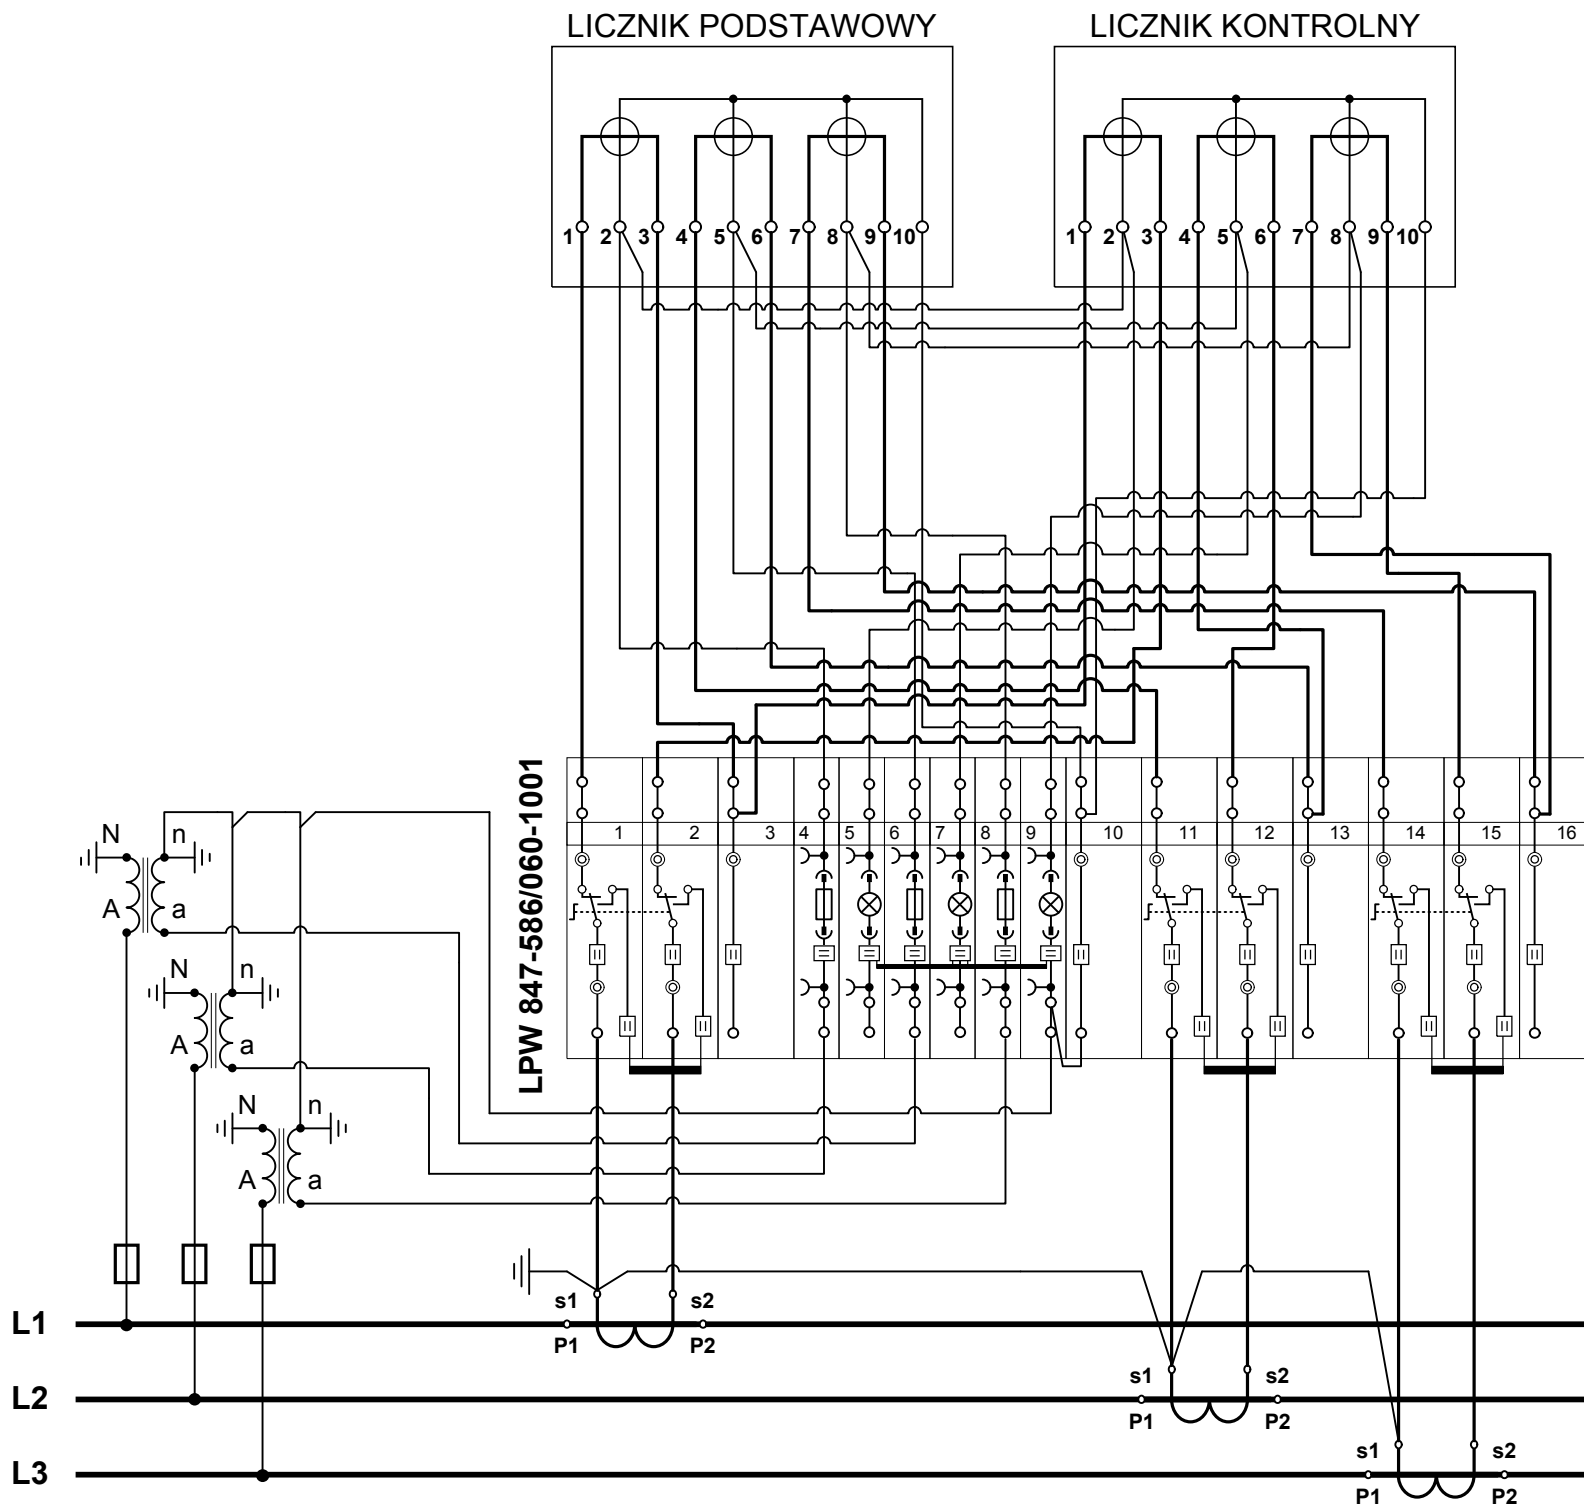 LICZNIK PODSTAWOWY LICZNIK KONTROLNY
1 2 3 4 5 6 7 8 9 10 1 2 3 4 5 6 7 8 9 10
LPW 847-586/060-1001
1 2 3 4 5 6 7 8 9 10 11 12 13 14 15 16
N n
A a
N n
A a
N n
A a
s1 s2
L1
P1 P2
s1 s2
L2
P1 P2
s1 s2
L3
P1 P2